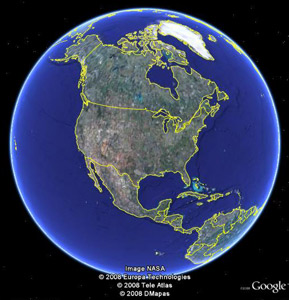 Image NASA
© 2008 Europa Technologies
© 2008 Tele Atlas
© 2008 DMapas
Google